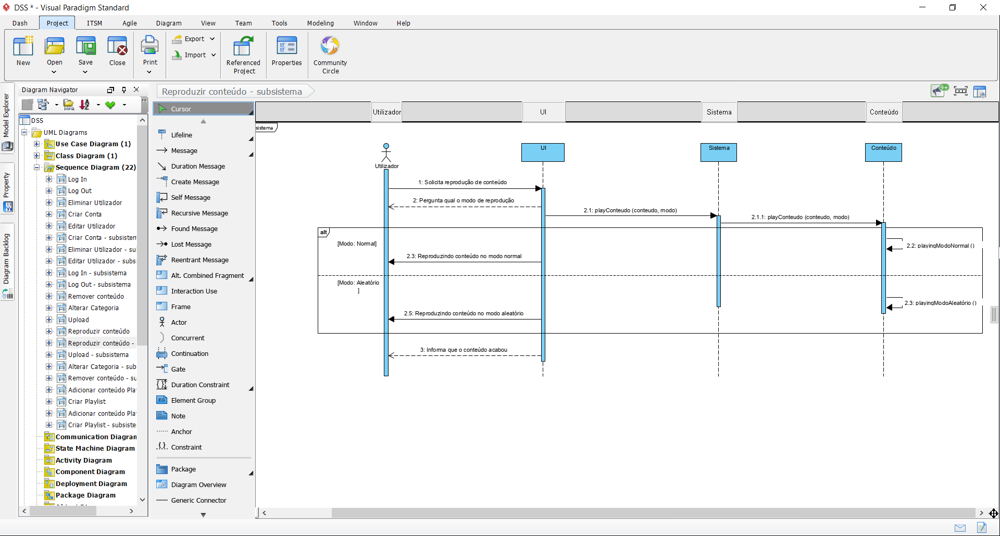 DSS * - Visual Paradigm Standard
Dash Project ITSM Agile Diagram View Team Tools Modeling Window Help
New
Open
Save
Close
Print
Export
Import
Referenced
Project
Properties
Community
Circle
Model Explorer
Property
Diagram Backlog
Diagram Navigator
DSS
UML Diagrams
Use Case Diagram (1)
Class Diagram (1)
Sequence Diagram (22)
Log In
Log Out
Eliminar Utilizador
Criar Conta
Editar Utilizador
Criar Conta - subsistem
Eliminar Utilizador - su
Editar Utilizador - subs
Log In - subsistema
Log Out - subsistema
Remover conteúdo
Alterar Categoria
Upload
Reproduzir conteúdo
Reproduzir conteúdo -
Upload - subsistema
Alterar Categoria - sub
Remover conteúdo - su
Adicionar conteúdo Pla
Criar Playlist
Adicionar conteúdo Pla
Criar Playlist - subsiste
Communication Diagram
State Machine Diagram
Activity Diagram
Component Diagram
Deployment Diagram
Package Diagram
Reproduzir conteúdo - subsistema
9+
Cursor
Lifeline
Message
Duration Message
Create Message
Self Message
Recursive Message
Found Message
Lost Message
Reentrant Message
Alt. Combined Fragment
Interaction Use
Frame
Actor
Concurrent
Continuation
Gate
Duration Constraint
EG Element Group
Note
Anchor
Constraint
Package
Diagram Overview
Generic Connector
Utilizador UI Sistema Conteúdo
sistema
UI Sistema Conteúdo
Utilizador
1: Solicita reprodução de conteúdo
2: Pergunta qual o modo de reprodução
2.1: playConteudo (conteudo, modo)
2.1.1: playConteudo (conteudo, modo)
alt
[Modo: Normal]
2.2: playingModoNormal ()
2.3: Reproduzindo conteúdo no modo normal
[Modo: Aleatório
]
2.3: playingModoAleatório ()
2.5: Reproduzindo conteúdo no modo aleatório
3: Informa que o conteúdo acabou